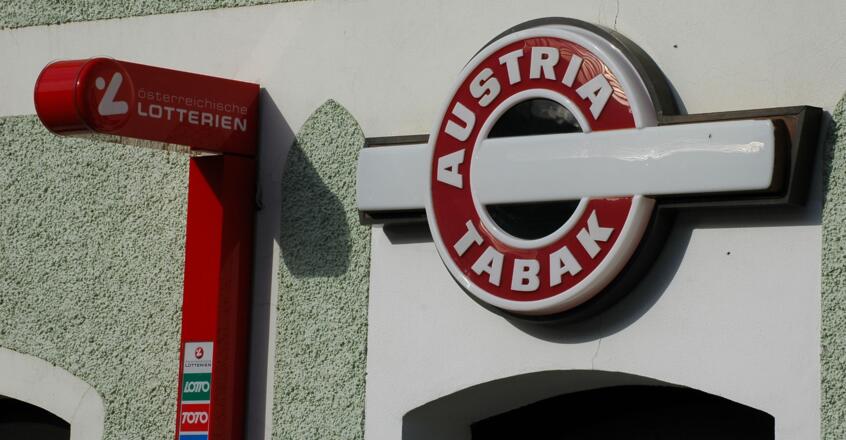 österreichische
LOTTERIEN
AUSTRIA
TABAK
LOTTERIEN
LOTTO
TOTO